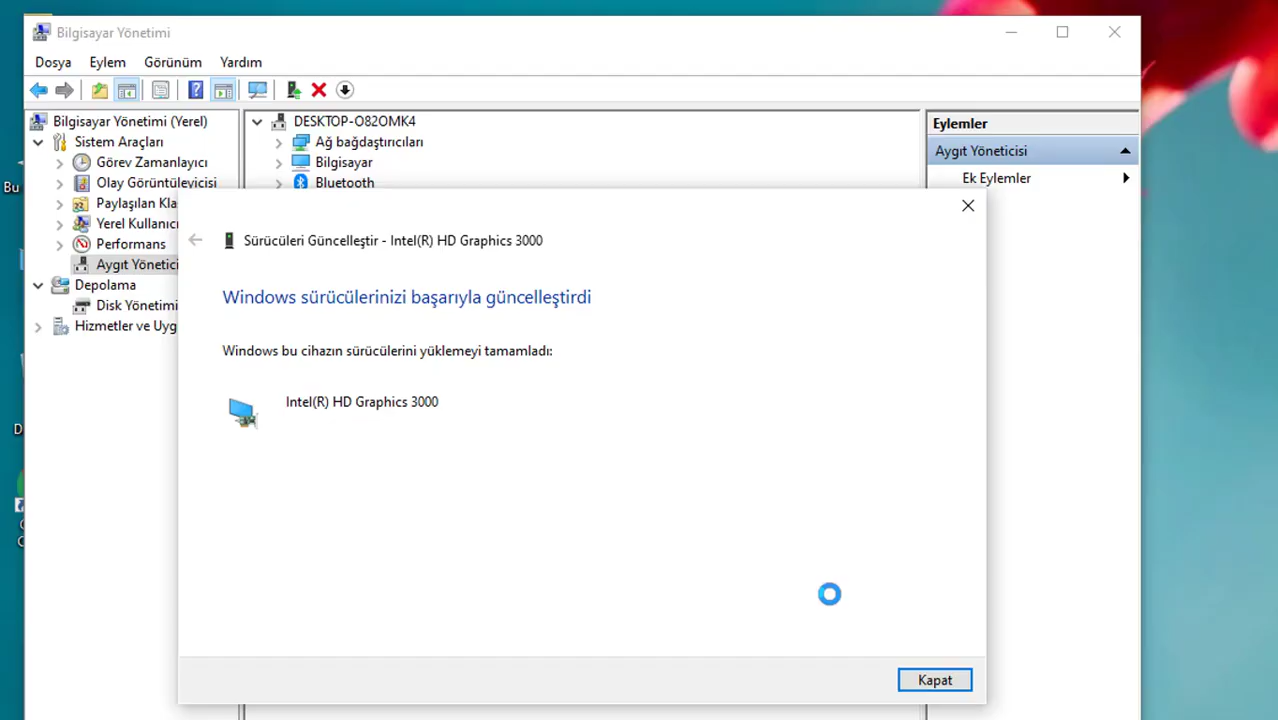 Bilgisayar Yönetimi
Dosya Eylem Görünüm Yardım
Bilgisayar Yönetimi (Yerel)
Sistem Araçları
Görev Zamanlayıcı
Olay Görüntüleyicisi
Paylaşılan Kla
Yerel Kullanıcı
Performans
Aygıt Yönetici
Depolama
Disk Yönetimi
Hizmetler ve Uyg
DESKTOP-O82OMK4
Ağ bağdaştırıcıları
Bilgisayar
Bluetooth
Eylemler
Aygıt Yöneticisi
Ek Eylemler
Bu
Sürücüleri Güncelleştir - Intel(R) HD Graphics 3000
Windows sürücülerinizi başarıyla güncelleştirdi
Windows bu cihazın sürücülerini yüklemeyi tamamladı:
Intel(R) HD Graphics 3000
Kapat